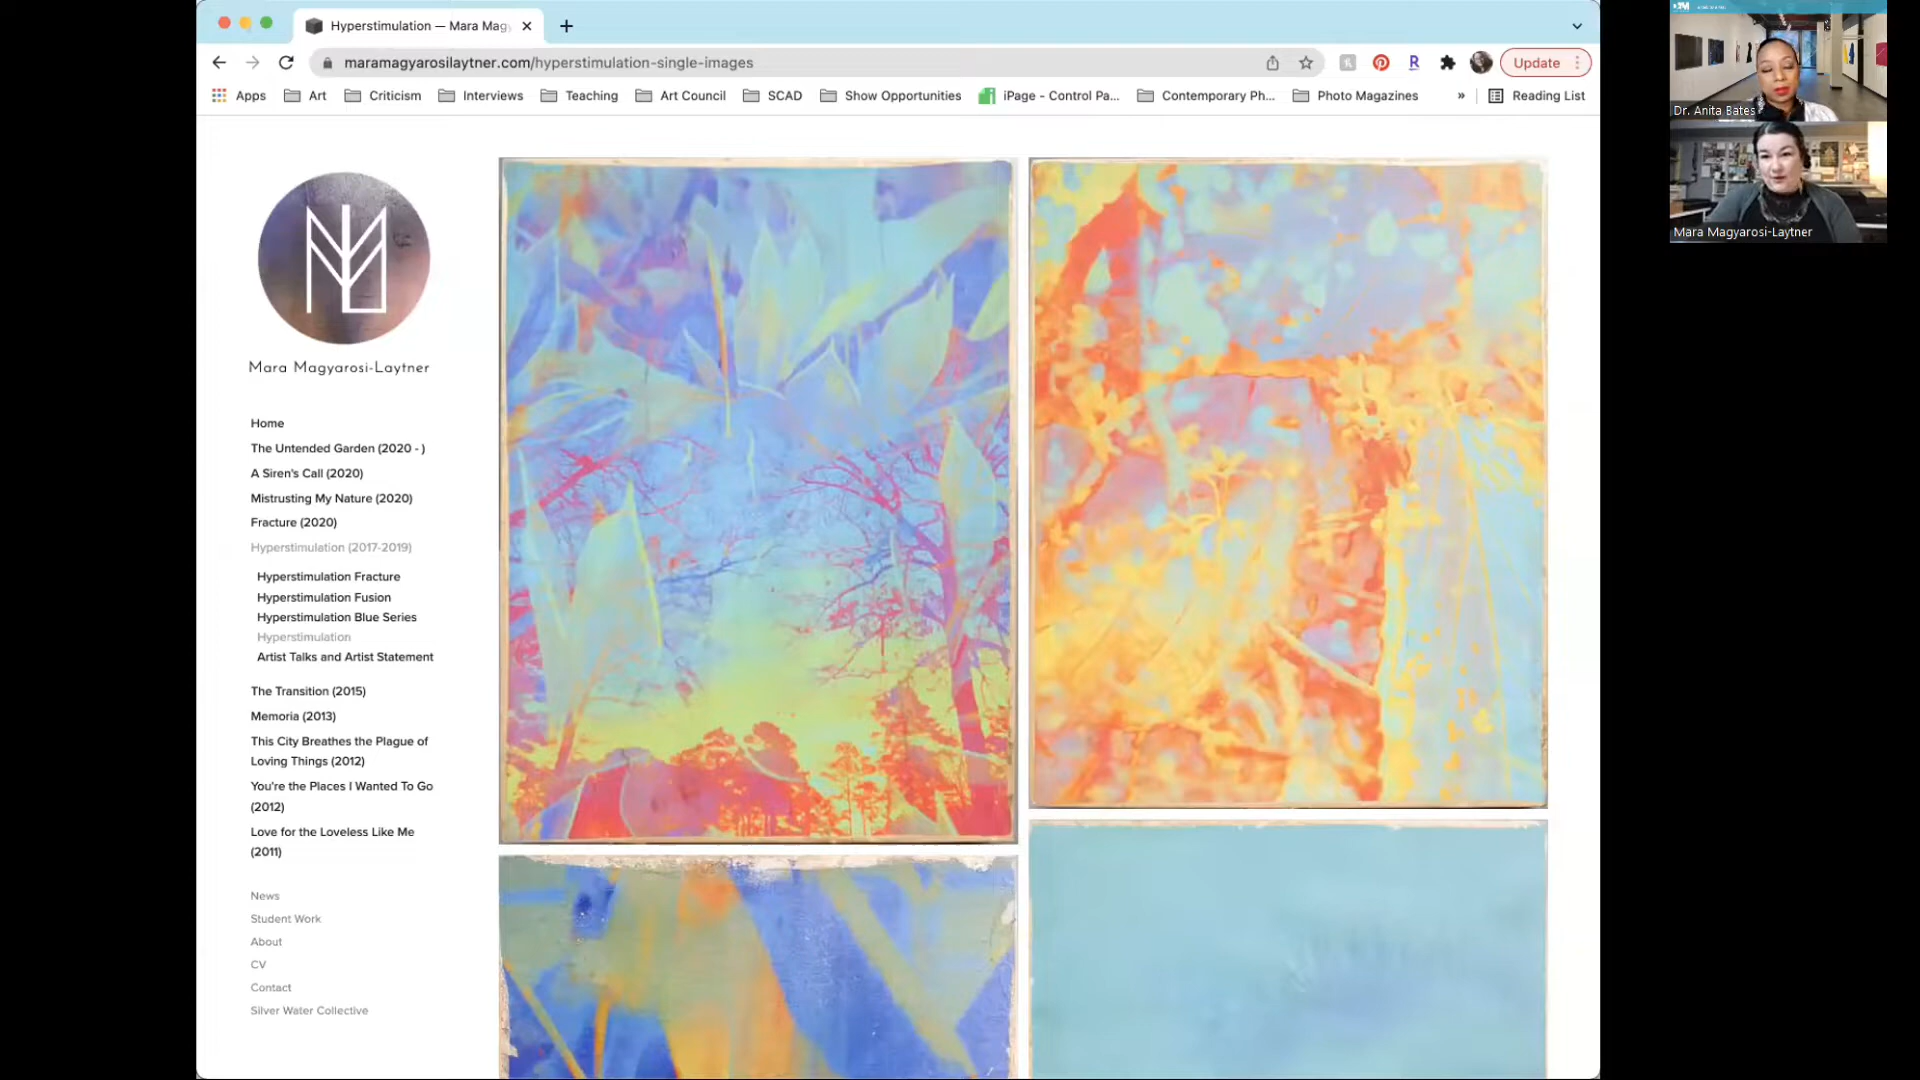 Hyperstimulation — Mara Mag
maramagyarosilaytner.com/hyperstimulation-single-images
R
Update
Apps
Art
Criticism
Interviews
Teaching
Art Council
SCAD
Show Opportunities
iPage - Control Pa...
Contemporary Ph...
Photo Magazines
»
Reading List
Mara Magyarosi-Laytner
Home
The Untended Garden (2020 - )
A Siren's Call (2020)
Mistrusting My Nature (2020)
Fracture (2020)
Hyperstimulation (2017-2019)
Hyperstimulation Fracture
Hyperstimulation Fusion
Hyperstimulation Blue Series
Hyperstimulation
Artist Talks and Artist Statement
The Transition (2015)
Memoria (2013)
This City Breathes the Plague of
Loving Things (2012)
You're the Places I Wanted To Go
(2012)
Love for the Loveless Like Me
(2011)
News
Student Work
About
CV
Contact
Silver Water Collective
Dr. Anita Bates
Mara Magyarosi-Laytner